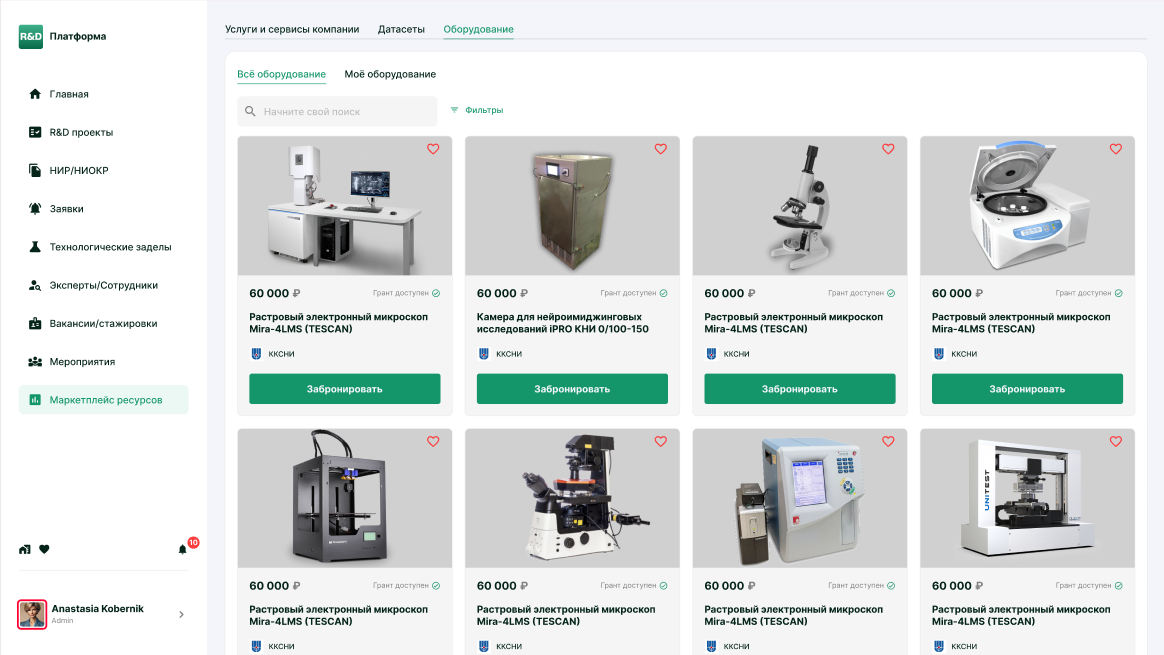 R&D Платформа
Главная
R&D проекты
НИР/НИОКР
Заявки
Технологические заделы
Эксперты/Сотрудники
Вакансии/стажировки
Мероприятия
Маркетплейс ресурсов
10
Anastasia Kobernik
Admin
Услуги и сервисы компании Датасеты Оборудование
Всё оборудование Моё оборудование
Начните свой поиск Фильтры
60 000 ₽ Грант доступен
Растровый электронный микроскоп
Mira-4LMS (TESCAN)
ККСНИ
Забронировать
60 000 ₽ Грант доступен
Камера для нейроимиджинговых
исследований iPRO КНИ 0/100-150
ККСНИ
Забронировать
60 000 ₽ Грант доступен
Растровый электронный микроскоп
Mira-4LMS (TESCAN)
ККСНИ
Забронировать
60 000 ₽ Грант доступен
Растровый электронный микроскоп
Mira-4LMS (TESCAN)
ККСНИ
Забронировать
60 000 ₽ Грант доступен
Растровый электронный микроскоп
Mira-4LMS (TESCAN)
ККСНИ
60 000 ₽ Грант доступен
Растровый электронный микроскоп
Mira-4LMS (TESCAN)
ККСНИ
60 000 ₽ Грант доступен
Растровый электронный микроскоп
Mira-4LMS (TESCAN)
ККСНИ
UNITEST
60 000 ₽ Грант доступен
Растровый электронный микроскоп
Mira-4LMS (TESCAN)
ККСНИ